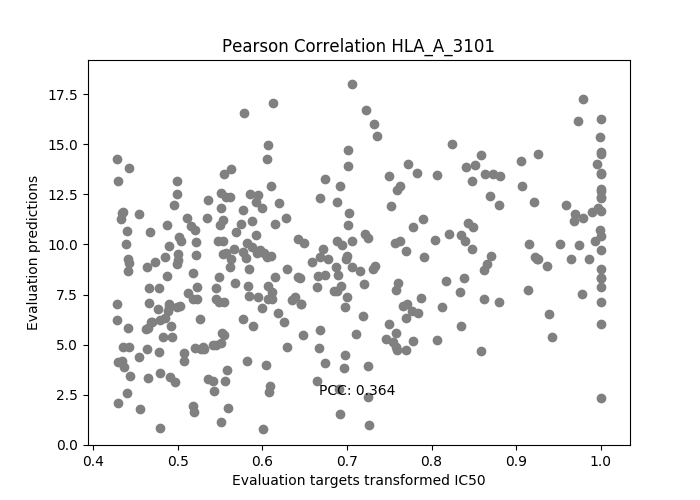 Pearson Correlation HLA_A_3101
17.5
15.0
12.5
10.0
7.5
5.0
2.5
0.0
Evaluation predictions
PCC: 0.364
0.4 0.5 0.6 0.7 0.8 0.9 1.0
Evaluation targets transformed IC50